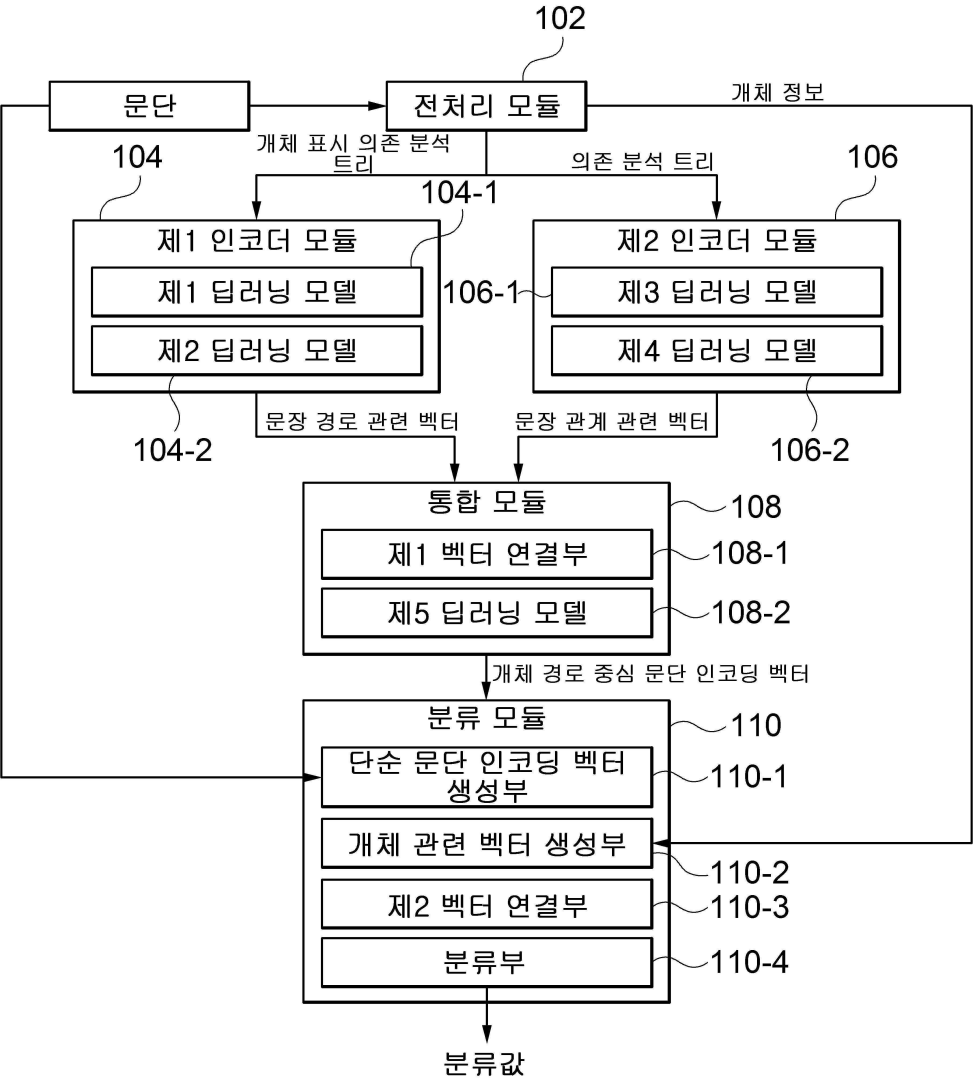 102
문단
전처리 모듈
개체 정보
개체 표시 의존 분석
트리
의존 분석 트리
104
104-1
106
제1 인코더 모듈
제1 딥러닝 모델
제2 딥러닝 모델
104-2
제2 인코더 모듈
106-1
제3 딥러닝 모델
제4 딥러닝 모델
106-2
문장 경로 관련 벡터
문장 관계 관련 벡터
통합 모듈
108
제1 벡터 연결부
108-1
제5 딥러닝 모델
108-2
개체 경로 중심 문단 인코딩 벡터
분류 모듈
110
단순 문단 인코딩 벡터
생성부
110-1
개체 관련 벡터 생성부
110-2
제2 벡터 연결부
110-3
분류부
110-4
분류값